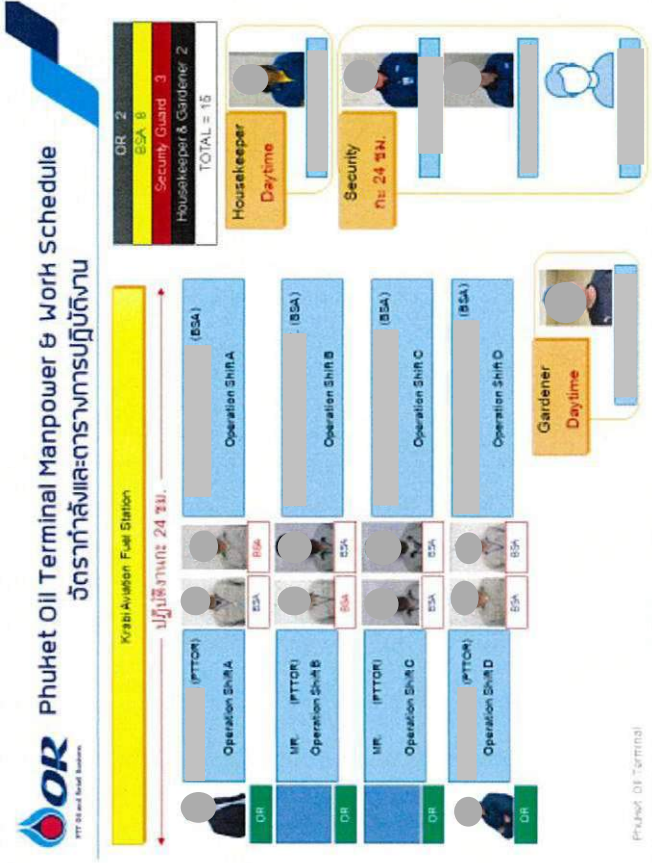 OR
PTT Oil and Retail Business
Phuket Oil Terminal Manpower & Work Schedule
อัตรากำลังและตารางการปฏิบัติงาน
Krabi Aviation Fuel Station
ปฏิบัติงานกะ 24 ชม.
OR 2
BSA 8
Security Guard 3
Housekeeper & Gardener 2
TOTAL = 15
OR
(PTTOR)
Operation Shift A
BSA
BSA
(BSA)
Operation Shift A
OR
MR. (PTTOR)
Operation Shift B
BSA
BSA
(BSA)
Operation Shift B
OR
MR. (PTTOR)
Operation Shift C
BSA
BSA
(BSA)
Operation Shift C
OR
(PTTOR)
Operation Shift D
BSA
BSA
(BSA)
Operation Shift D
Housekeeper
Daytime
Security
กะ 24 ชม.
Gardener
Daytime
Phuket Oil Terminal